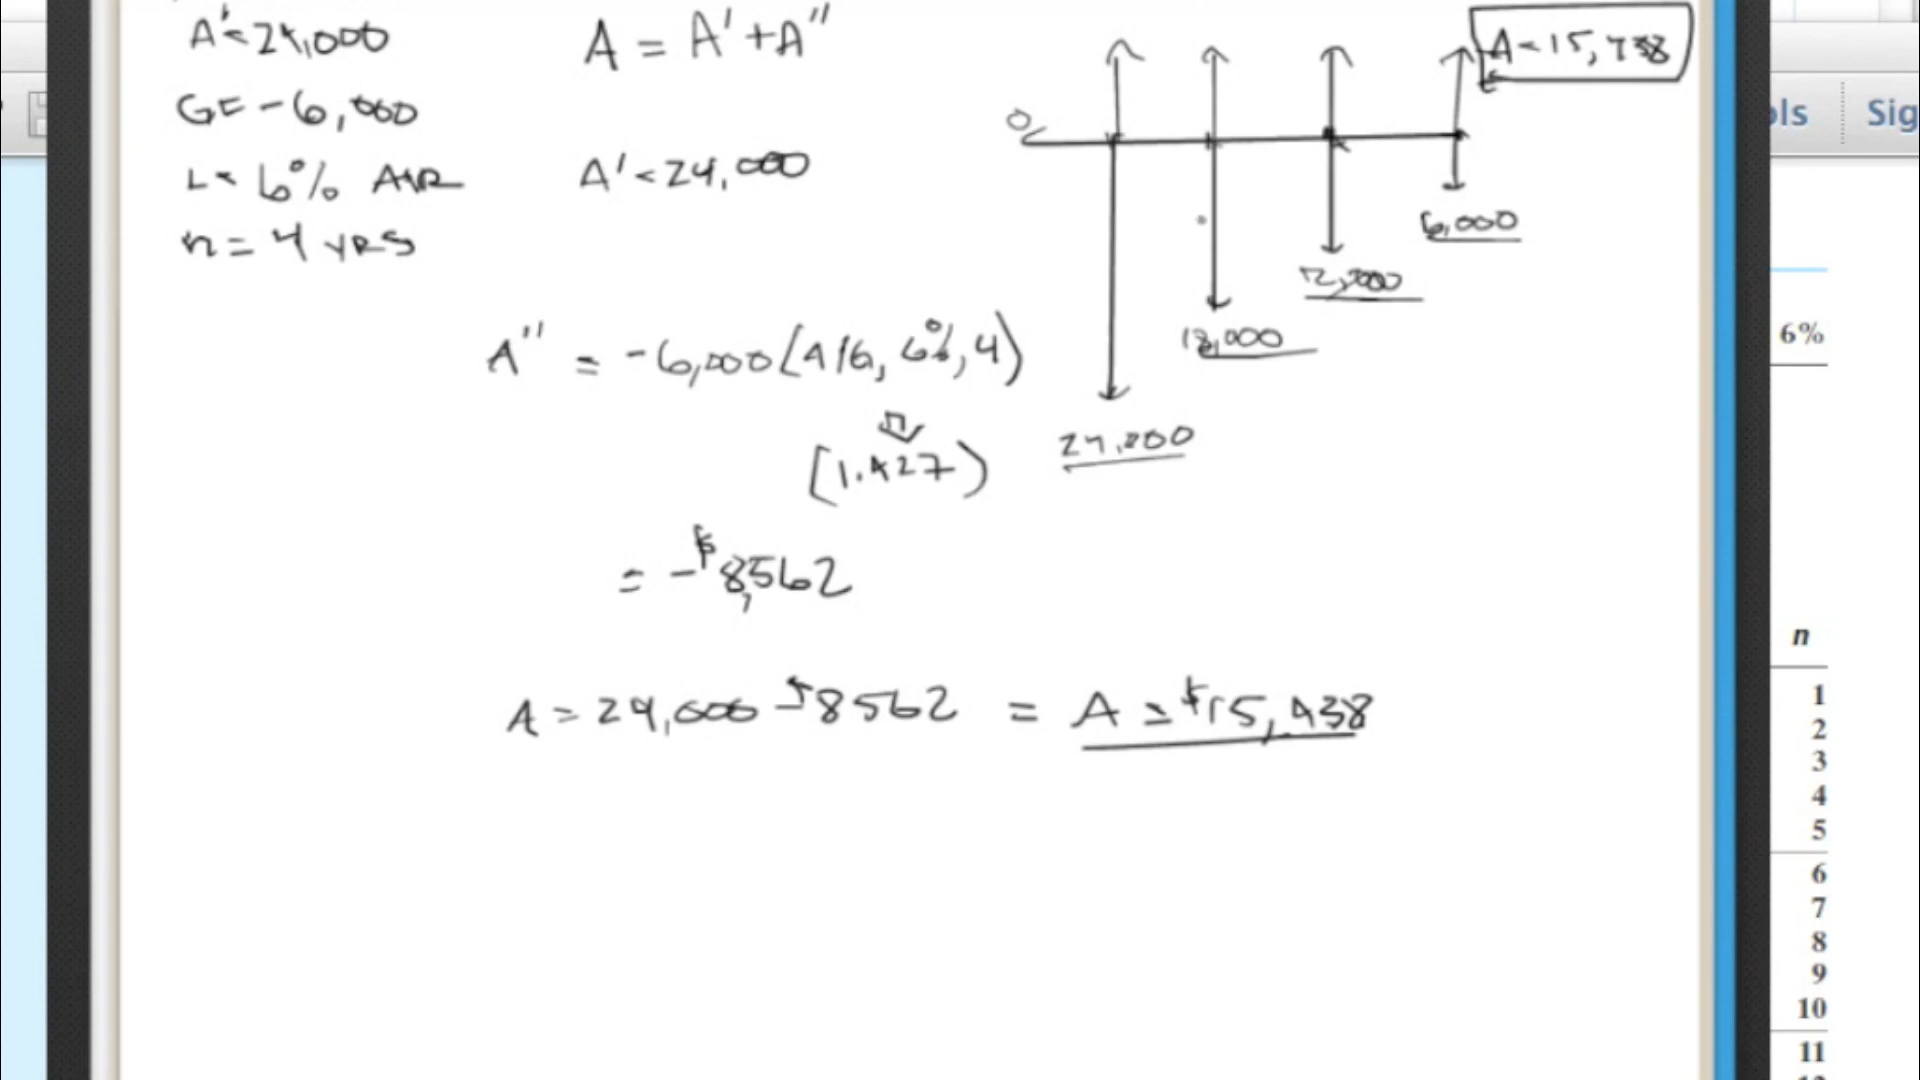 A' = 24,000
G = -6,000
i = 6%
n = 4 yrs
A = A' + A"
A' = 24,000
A" = -6,000 (A/G, 6%, 4)
(1.427)
= -$8,562
A = 24,000 - $8562 = A = $15,438
0
A = 15,438
6,000
12,000
18,000
24,000
ols
Sig
6%
n
1
2
3
4
5
6
7
8
9
10
11